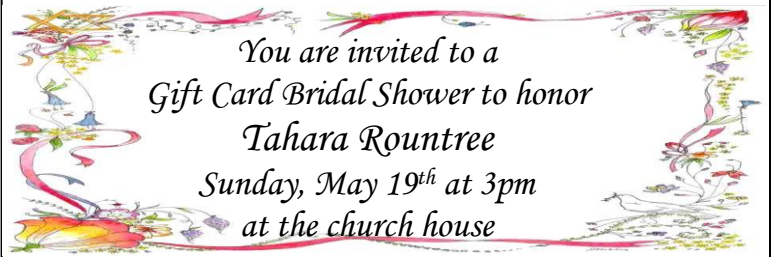 You are invited to a
Gift Card Bridal Shower to honor
Tahara Rountree
Sunday, May 19th at 3pm
at the church house